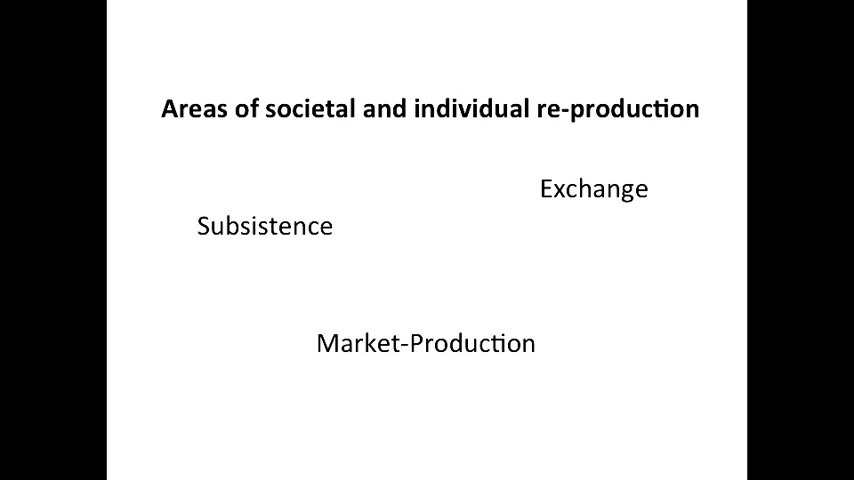 Areas of societal and individual re-production
Exchange
Subsistence
Market-Production